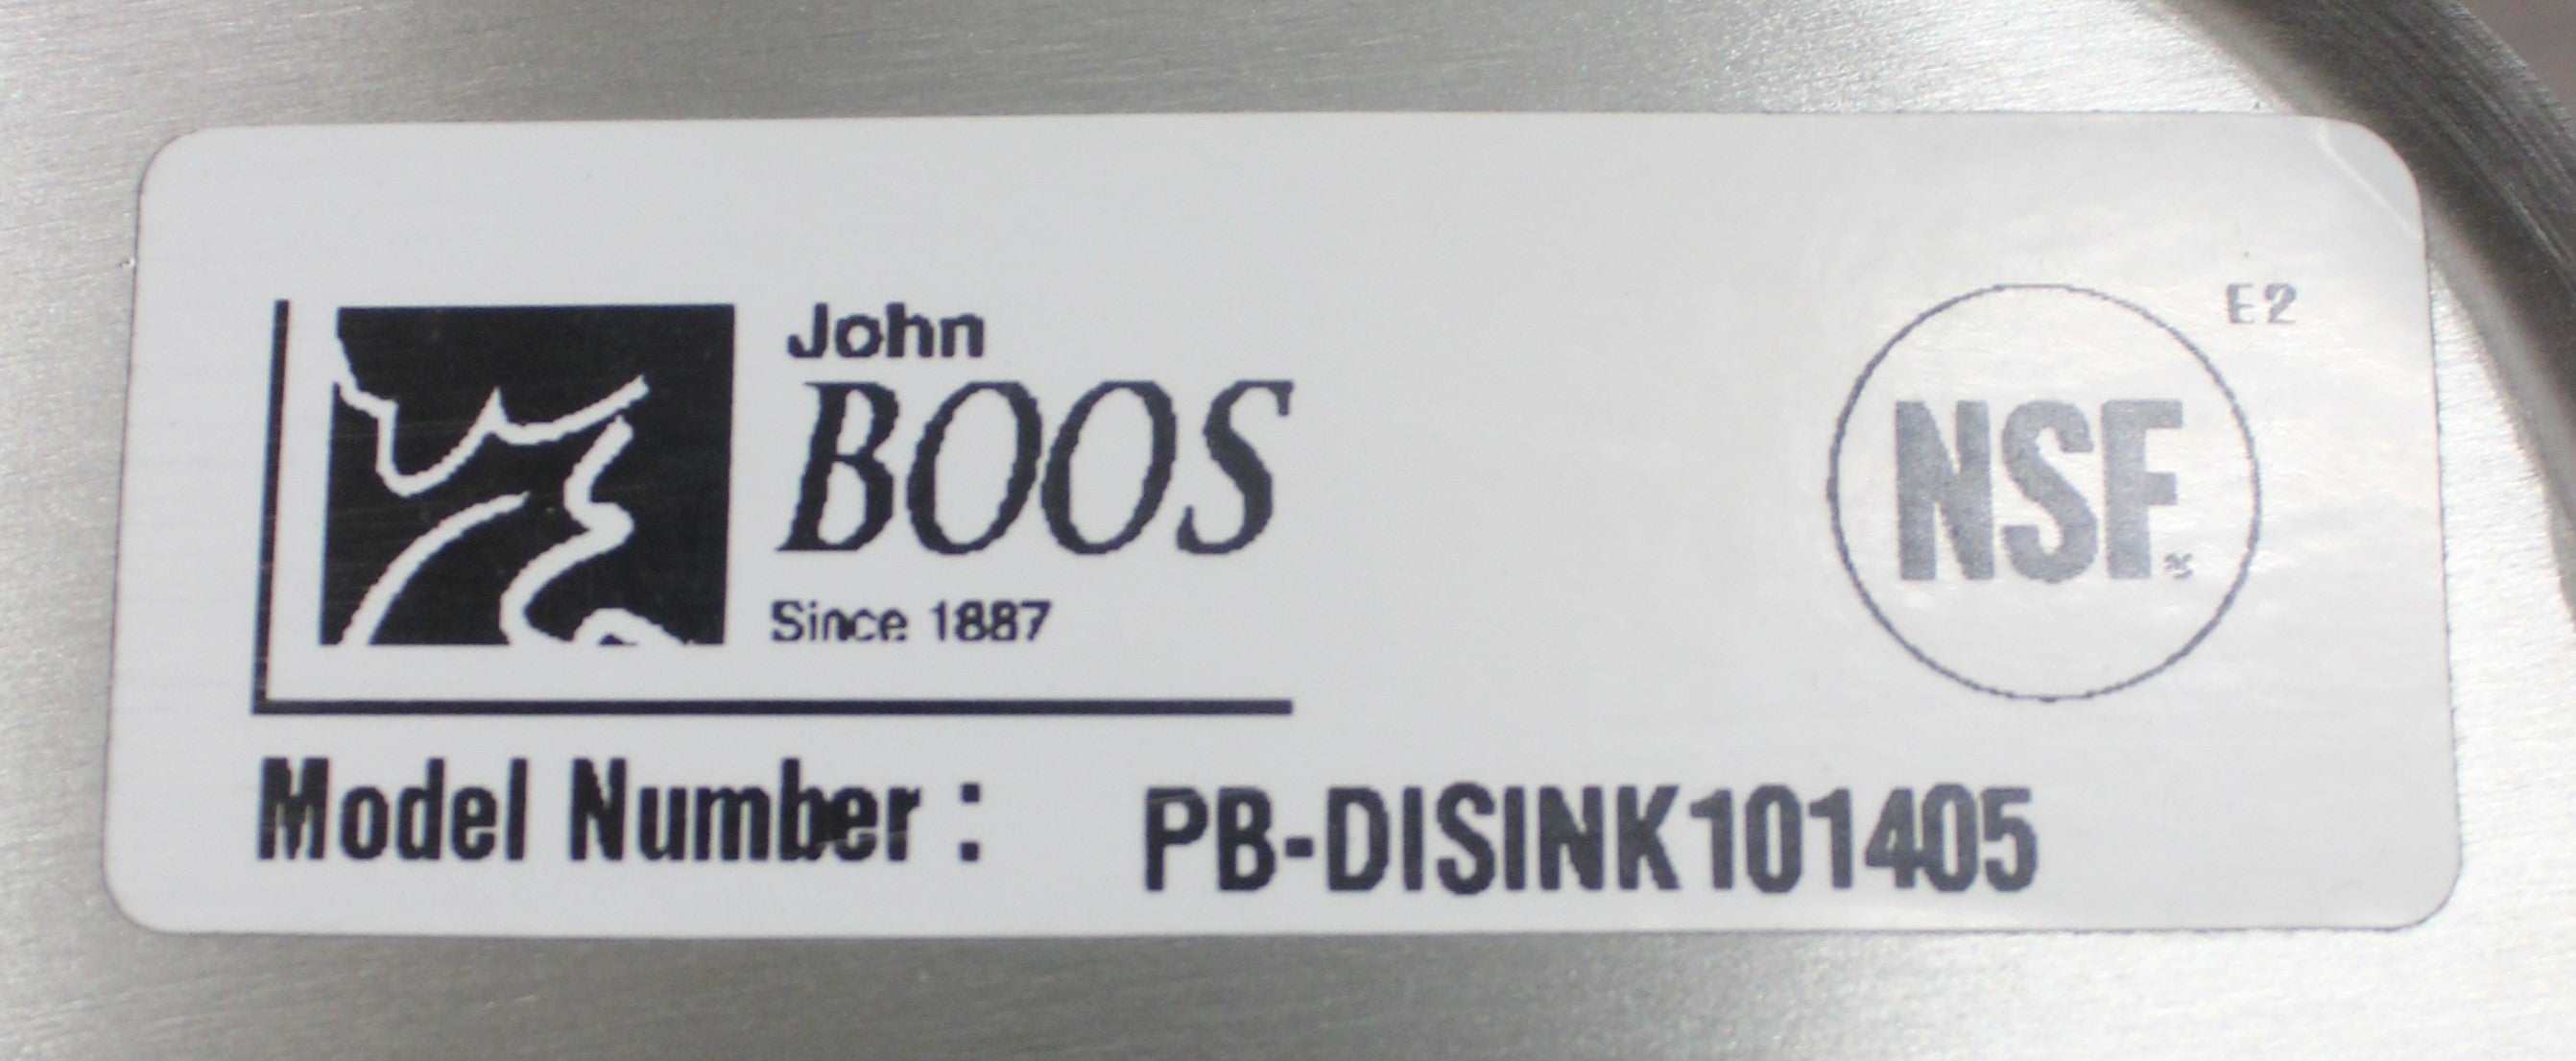 John
BOOS
Since 1887
E2
NSF
Model Number : PB-DISINK101405